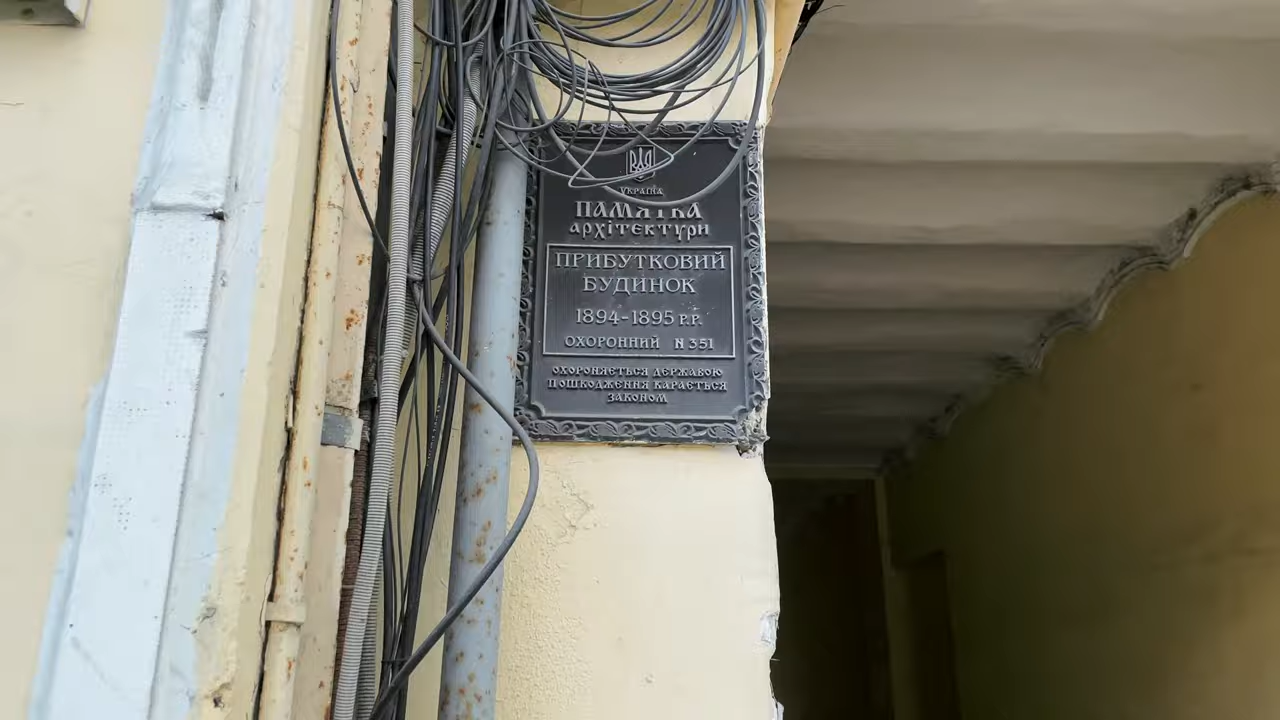 УКРАЇНА
ПАМ'ЯТКА
АРХІТЕКТУРИ
ПРИБУТКОВИЙ
БУДИНОК
1894-1895 Р.Р.
ОХОРОННИЙ N 351
ОХОРОНЯЄТЬСЯ ДЕРЖАВОЮ
ПОШКОДЖЕННЯ КАРАЄТЬСЯ
ЗАКОНОМ